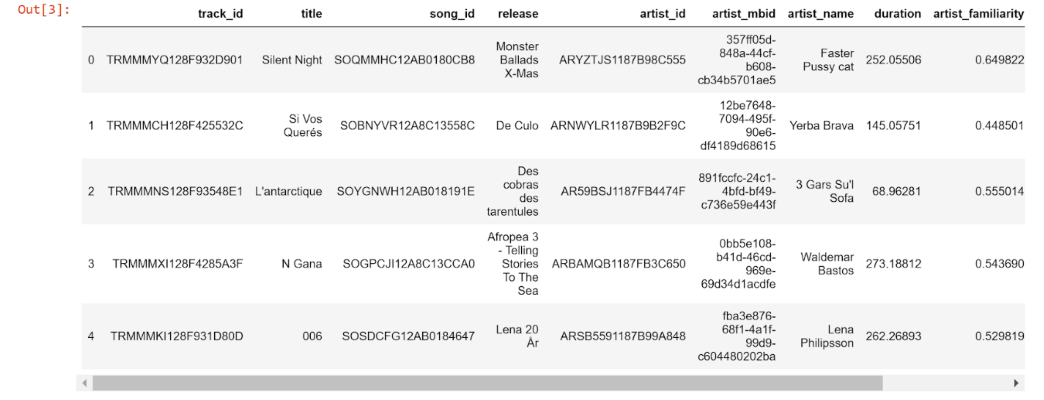 Out[3]:
track_id title song_id release artist_id artist_mbid artist_name duration artist_familiarity
0 TRMMMYQ128F932D901 Silent Night SOQMMHC12AB0180CB8 Monster Ballads X-Mas ARYZTJS1187B98C555 357ff05d-848a-44cf-b608-cb34b5701ae5 Faster Pussy cat 252.05506 0.649822
1 TRMMMCH128F425532C Si Vos Querés SOBNYVR12A8C13558C De Culo ARNWYLR1187B9B2F9C 12be7648-7094-495f-90e6-df4189d68615 Yerba Brava 145.05751 0.448501
2 TRMMMNS128F93548E1 L'antarctique SOYGNWH12AB018191E Des cobras des tarentules AR59BSJ1187FB4474F 891fccfc-24c1-4bfd-bf49-c736e59e443f 3 Gars Su'l Sofa 68.96281 0.555014
3 TRMMMXI128F4285A3F N Gana SOGPCJI12A8C13CCA0 Afropea 3 - Telling Stories To The Sea ARBAMQB1187FB3C650 0bb5e108-b41d-46cd-969e-69d34d1acdfe Waldemar Bastos 273.18812 0.543690
4 TRMMMKI128F931D80D 006 SOSDCFG12AB0184647 Lena 20 År ARSB5591187B99A848 fba3e876-68f1-4a1f-99d9-c604480202ba Lena Philipsson 262.26893 0.529819